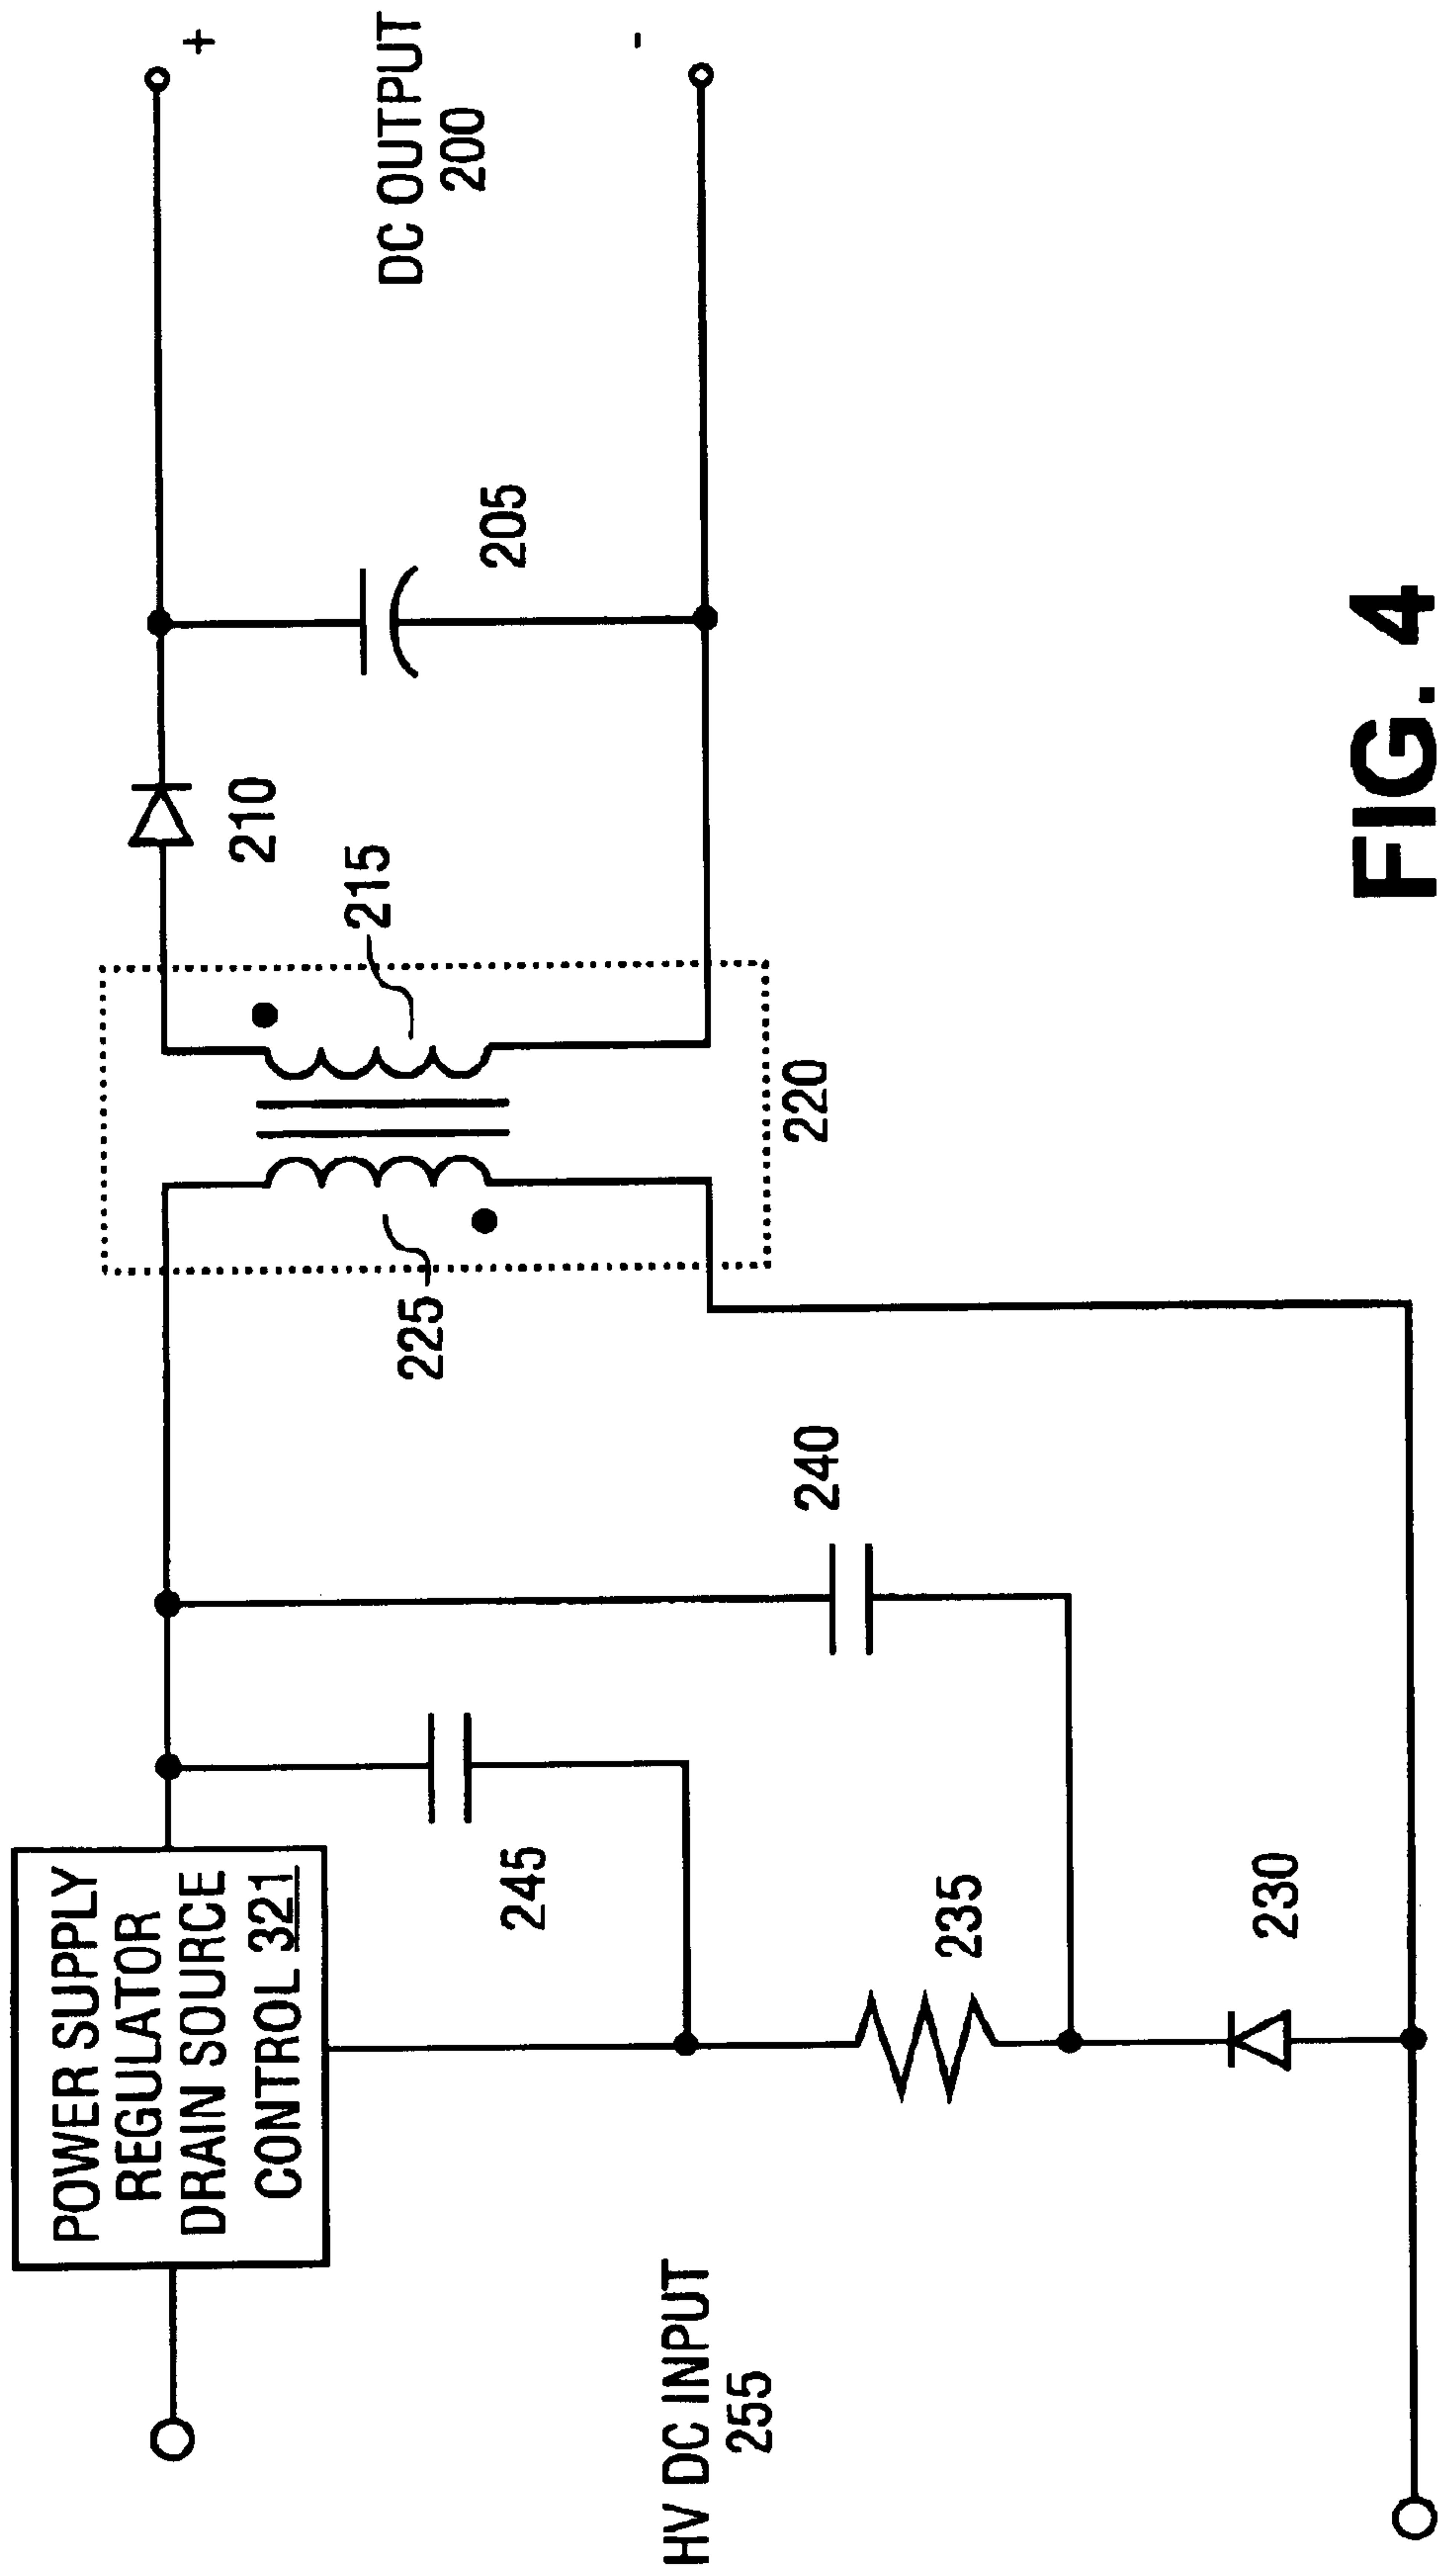 POWER SUPPLY
REGULATOR
DRAIN SOURCE
CONTROL 321
HV DC INPUT
255
245
235
230
240
225
220
215
210
205
+
DC OUTPUT
200
-
FIG. 4